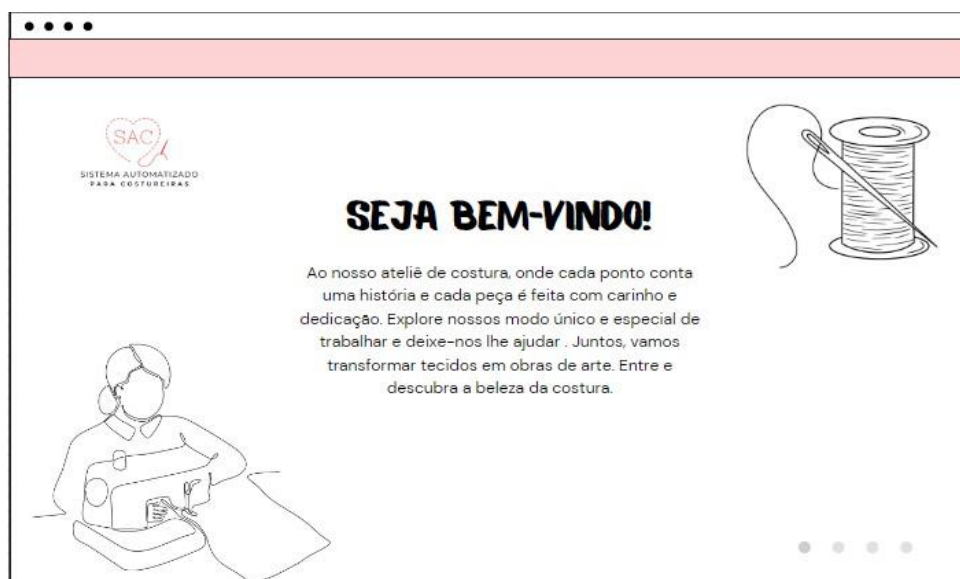 SAC
SISTEMA AUTOMATIZADO
PARA COSTUREIRAS
SEJA BEM-VINDO!
Ao nosso ateliê de costura, onde cada ponto conta
uma história e cada peça é feita com carinho e
dedicação. Explore nossos modo único e especial de
trabalhar e deixe-nos lhe ajudar . Juntos, vamos
transformar tecidos em obras de arte. Entre e
descubra a beleza da costura.